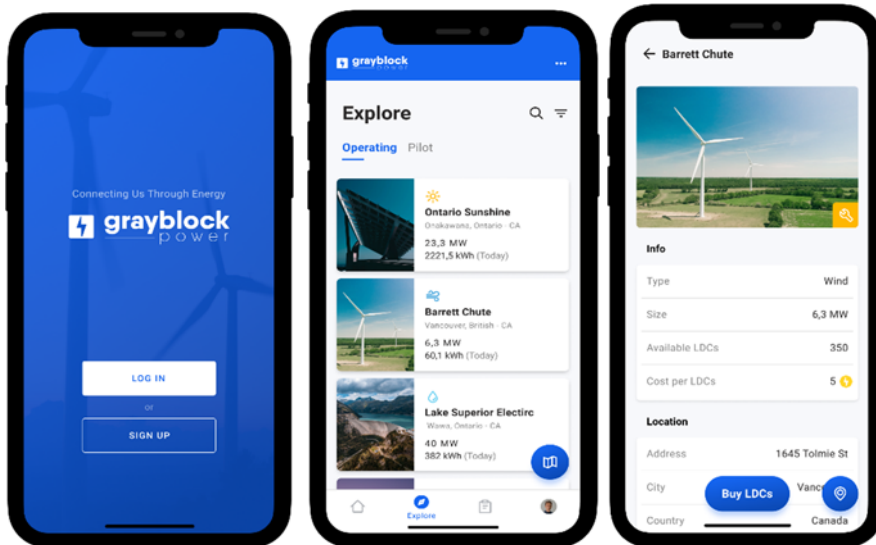 Connecting Us Through Energy
grayblock
power
LOG IN
or
SIGN UP
grayblock
power
Explore
Operating Pilot
Ontario Sunshine
Onakawana, Ontario - CA
23,3 MW
2221,5 kWh (Today)
Barrett Chute
Vancouver, British - CA
6,3 MW
60,1 kWh (Today)
Lake Superior Electirc
Wawa, Ontario - CA
40 MW
382 kWh (Today)
Explore
Barrett Chute
Info
Type Wind
Size 6,3 MW
Available LDCs 350
Cost per LDCs 5
Location
Address 1645 Tolmie St
City
Buy LDCs
Country Canada